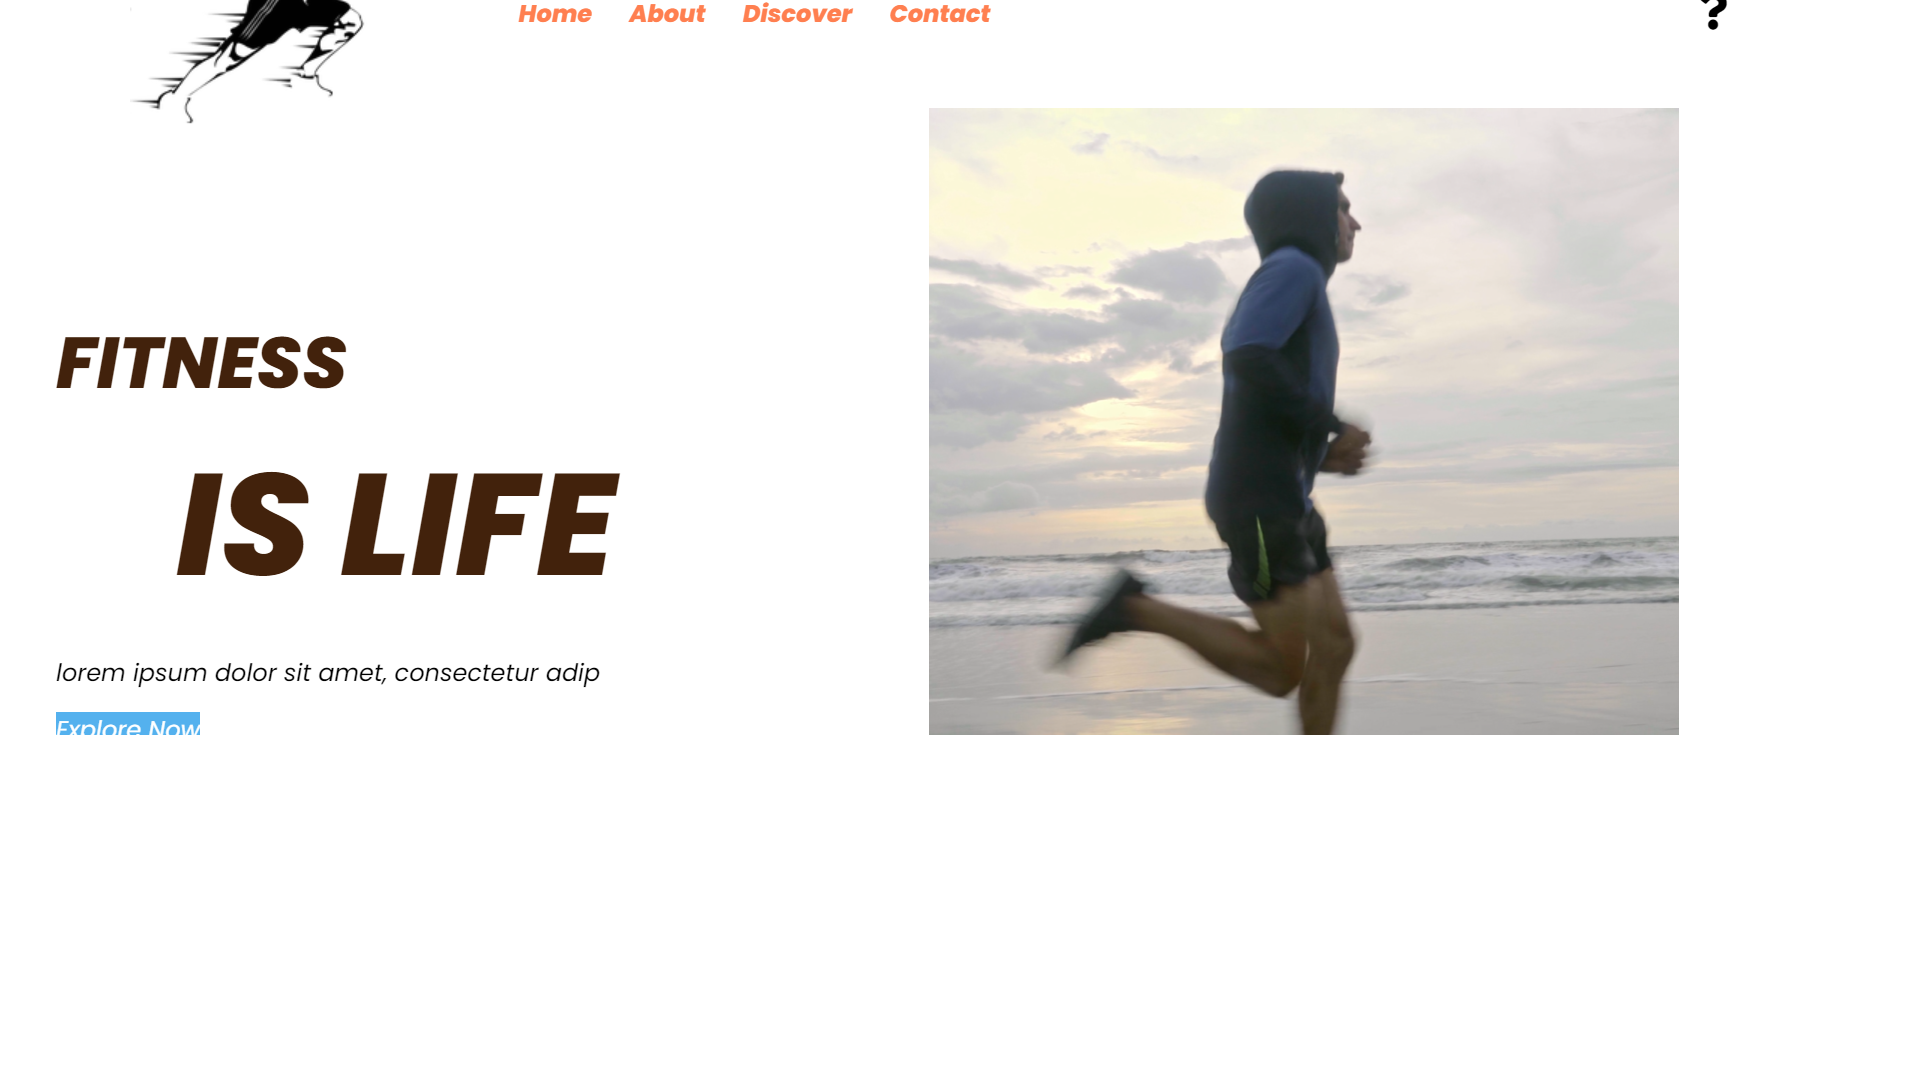 Home About Discover Contact ?
FITNESS
IS LIFE
lorem ipsum dolor sit amet, consectetur adip
Explore Now